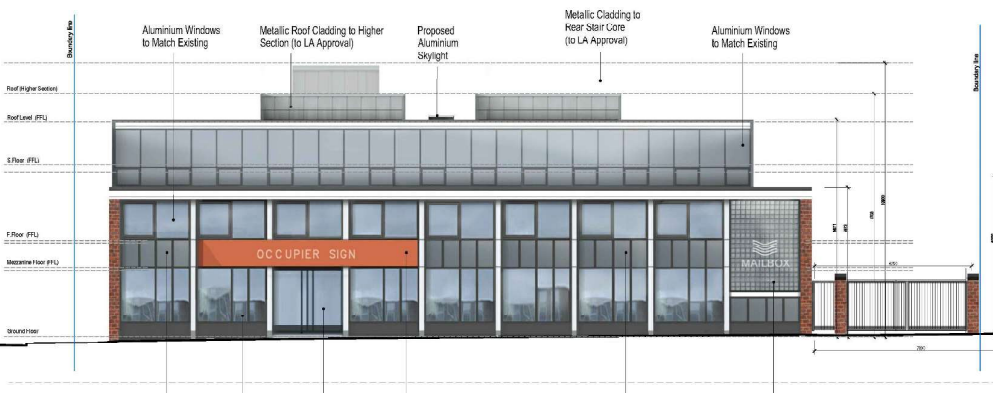 Boundary line
Aluminium Windows
to Match Existing
Metallic Roof Cladding to Higher
Section (to LA Approval)
Proposed
Aluminium
Skylight
Metallic Cladding to
Rear Stair Core
(to LA Approval)
Aluminium Windows
to Match Existing
Boundary line
Roof (Higher Section)
Roof Level (FFL)
S.Floor (FFL)
F.Floor (FFL)
Mezzanine Floor (FFL)
Ground Floor
OCCUPIER SIGN
MAILBOX